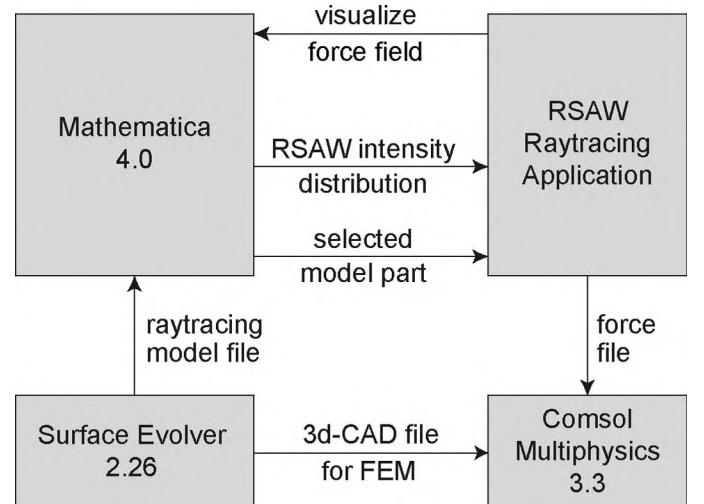 visualize
force field
Mathematica
4.0
RSAW intensity
distribution
RSAW
Raytracing
Application
selected
model part
raytracing
model file
force
file
Surface Evolver
2.26
3d-CAD file
for FEM
Comsol
Multiphysics
3.3